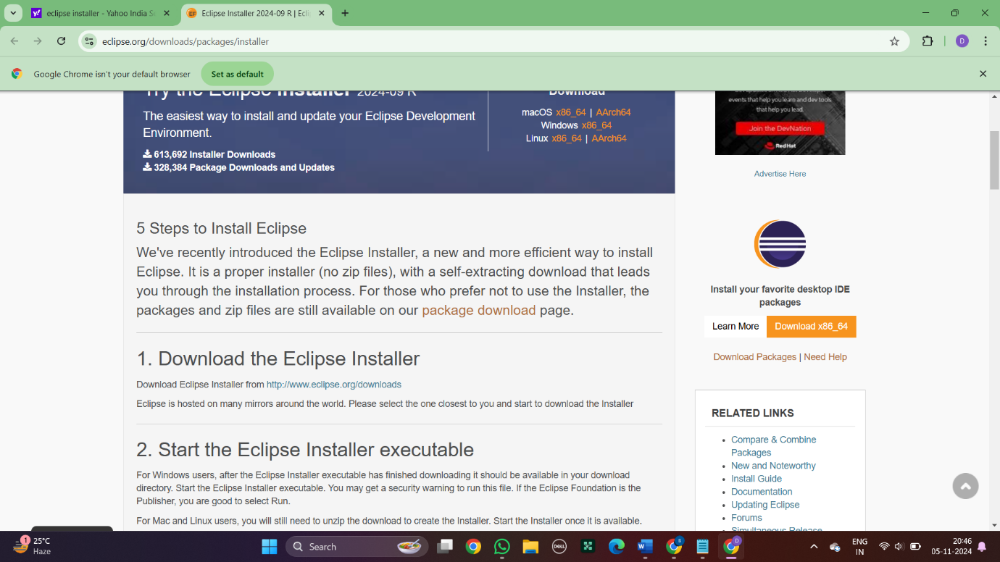 eclipse installer - Yahoo India S
Eclipse Installer 2024-09 R | Ecli
eclipse.org/downloads/packages/installer
D
Google Chrome isn't your default browser
Set as default
Try the Eclipse Installer 2024-09 R
The easiest way to install and update your Eclipse Development
Environment.
613,692 Installer Downloads
328,384 Package Downloads and Updates
Download
macOS x86_64 | AArch64
Windows x86_64
Linux x86_64 | AArch64
events that help you learn and dev tools
that help you lead.
Join the DevNation
Red Hat
Advertise Here
5 Steps to Install Eclipse
We've recently introduced the Eclipse Installer, a new and more efficient way to install
Eclipse. It is a proper installer (no zip files), with a self-extracting download that leads
you through the installation process. For those who prefer not to use the Installer, the
packages and zip files are still available on our package download page.
1. Download the Eclipse Installer
Download Eclipse Installer from http://www.eclipse.org/downloads
Eclipse is hosted on many mirrors around the world. Please select the one closest to you and start to download the Installer
2. Start the Eclipse Installer executable
For Windows users, after the Eclipse Installer executable has finished downloading it should be available in your download
directory. Start the Eclipse Installer executable. You may get a security warning to run this file. If the Eclipse Foundation is the
Publisher, you are good to select Run.
For Mac and Linux users, you will still need to unzip the download to create the Installer. Start the Installer once it is available.
Install your favorite desktop IDE
packages
Learn More
Download x86_64
Download Packages | Need Help
RELATED LINKS
Compare & Combine
Packages
New and Noteworthy
Install Guide
Documentation
Updating Eclipse
Forums
Simultaneous Release
1
25°C
Haze
Search
DELL
ENG
IN
20:46
05-11-2024